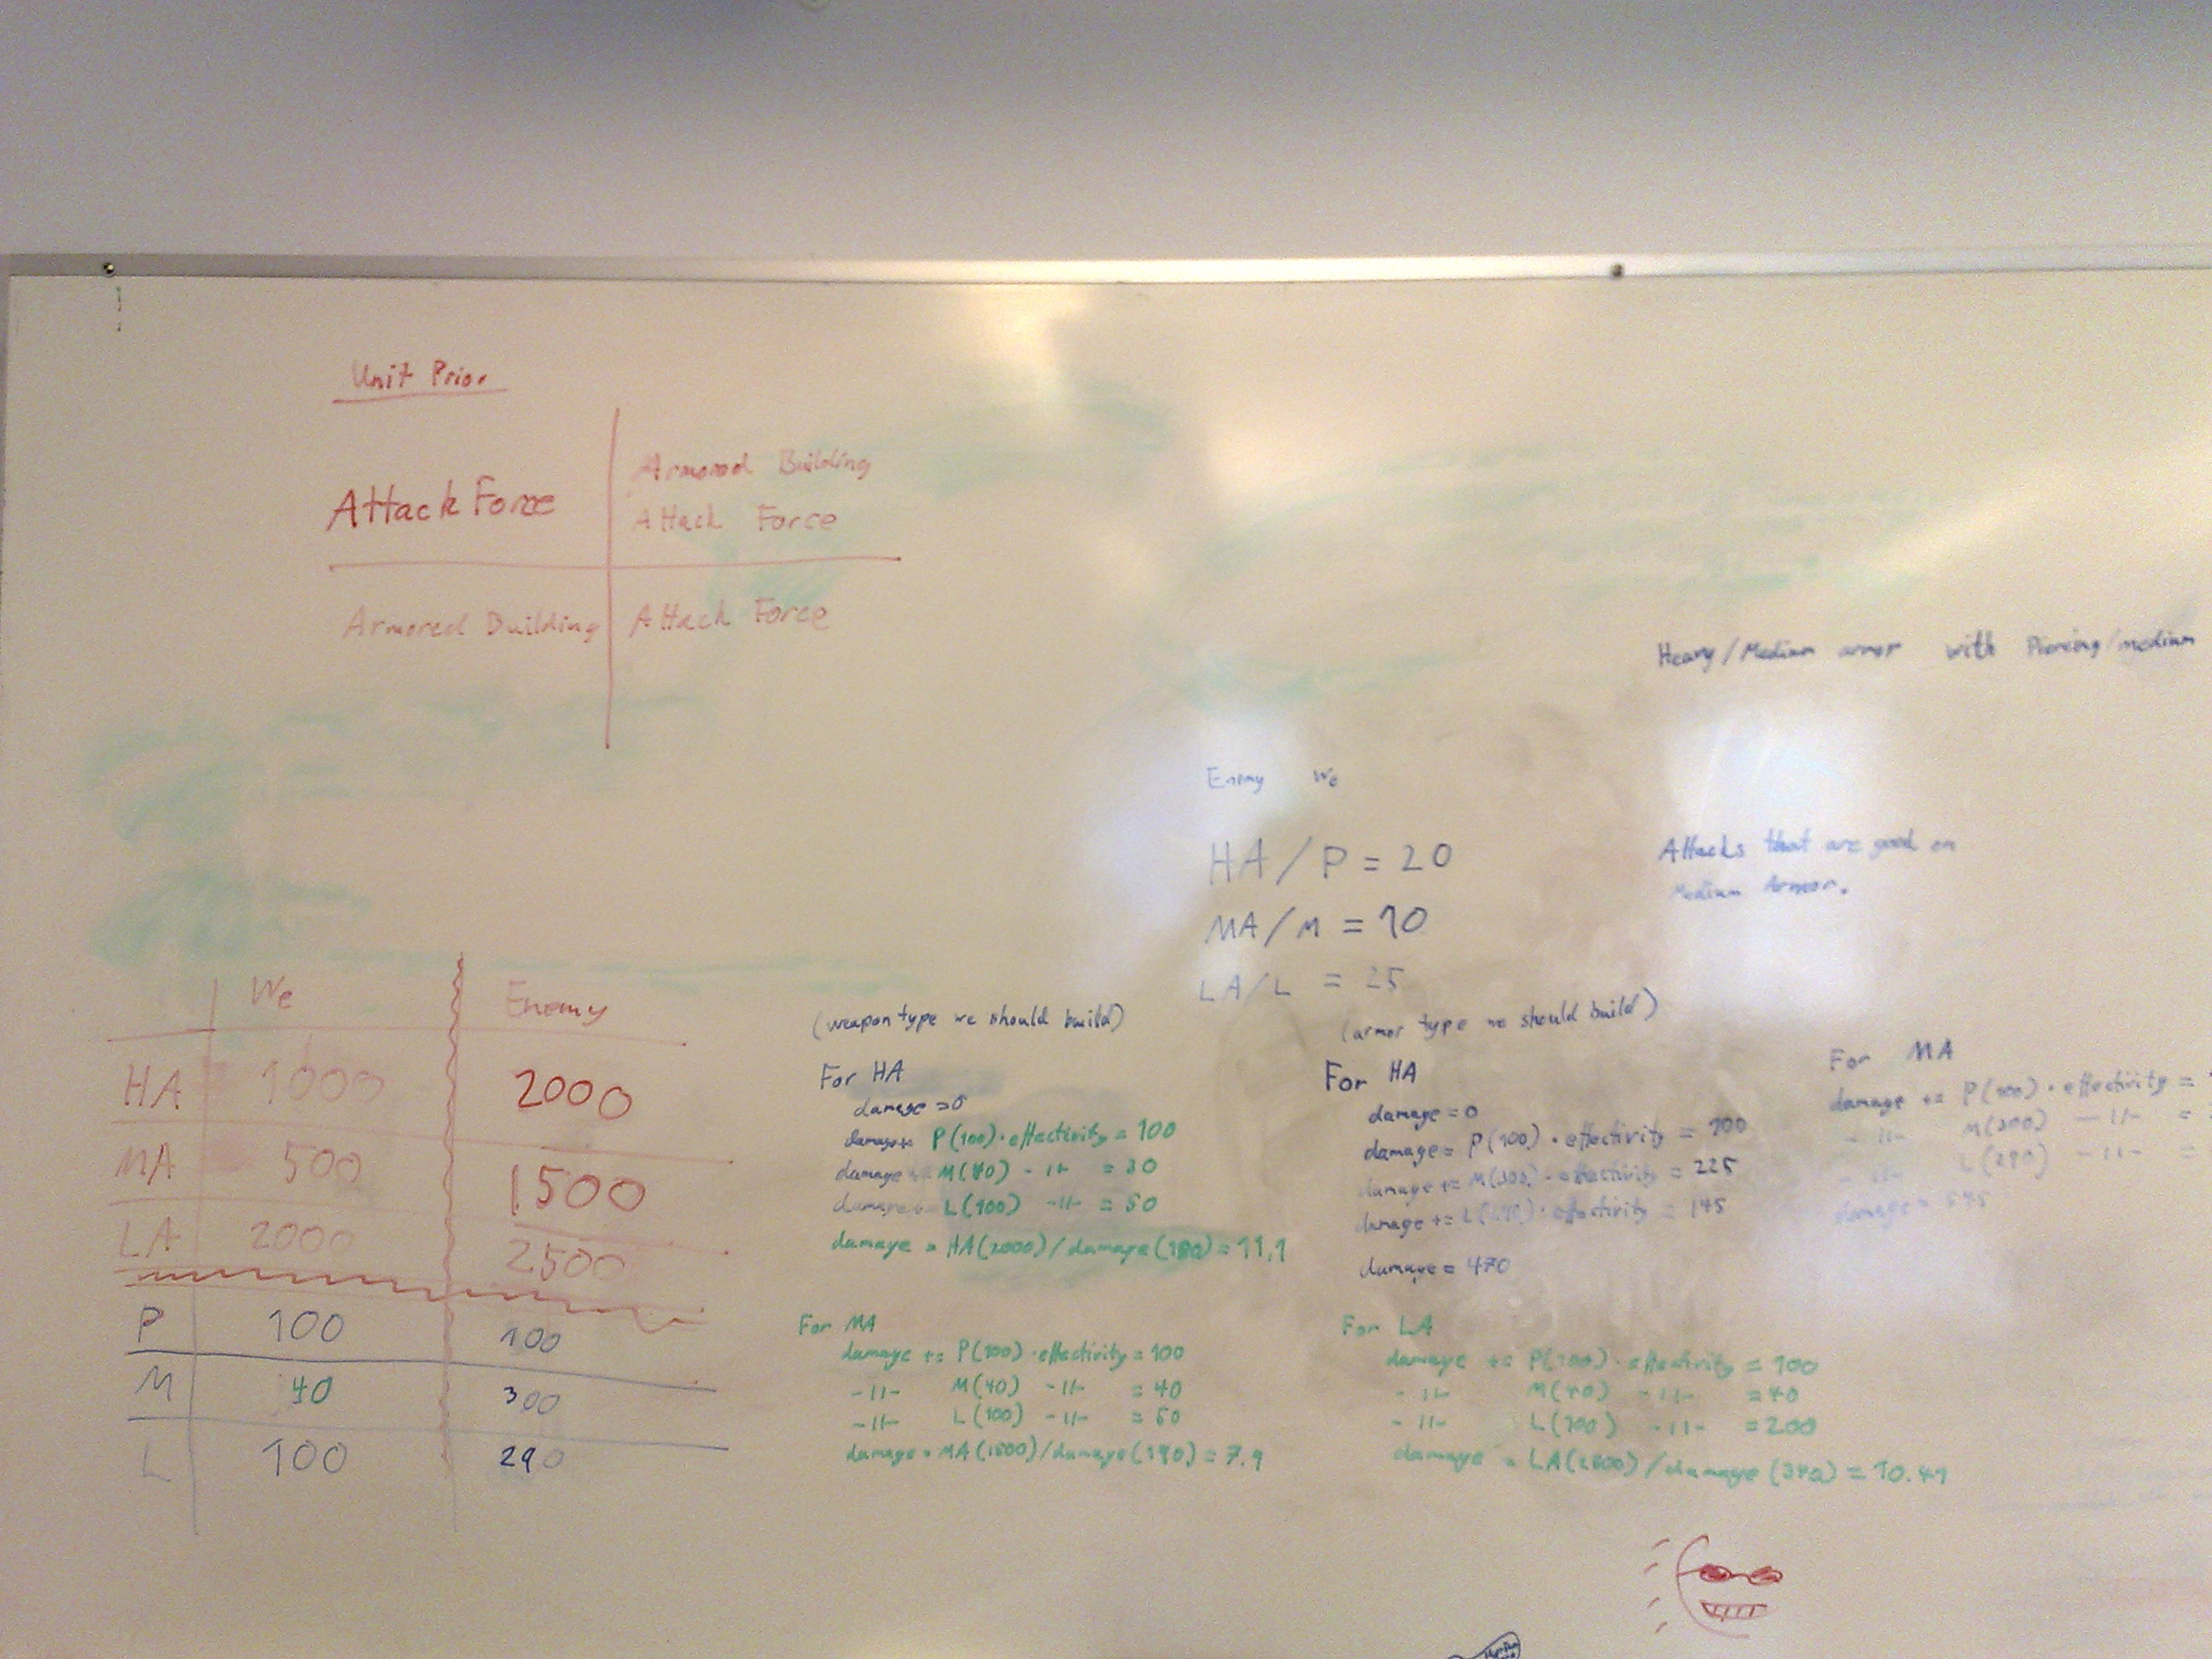 Unit Prior
Attack Force
Armored Building
Attack Force
Armored Building
Attack Force
Heavy/Medium armor with Piercing/medium
Enemy We
HA/P = 20
MA/M = 10
LA/L = 25
Attacks that are good on
Medium Armor.
We Enemy
HA 1000 2000
MA 500 1500
LA 2000 2500
P 100 100
M 40 300
L 100 290
(weapon type we should build)
For HA
damage = 0
damage += P(100) · effectivity = 100
damage += M(40) -11- = 30
damage += L(100) -11- = 50
damage = HA(2000)/damage(180) = 11,1
For MA
damage += P(100) · effectivity = 100
-11- M(40) -11- = 40
-11- L(100) -11- = 50
damage = MA(1500)/damage(190) = 7.9
(armor type we should build)
For HA
damage = 0
damage = P(100) · effectivity = 100
damage += M(300) · effectivity = 225
damage += L(290) · effectivity = 145
damage = 470
For LA
damage += P(100) · effectivity = 100
-11- M(40) -11- = 40
-11- L(100) -11- = 200
damage = LA(2500)/damage(240) = 10.41
For MA
damage += P(100) · effectivity =
-11- M(300) -11- =
-11- L(290) -11- =
damage =